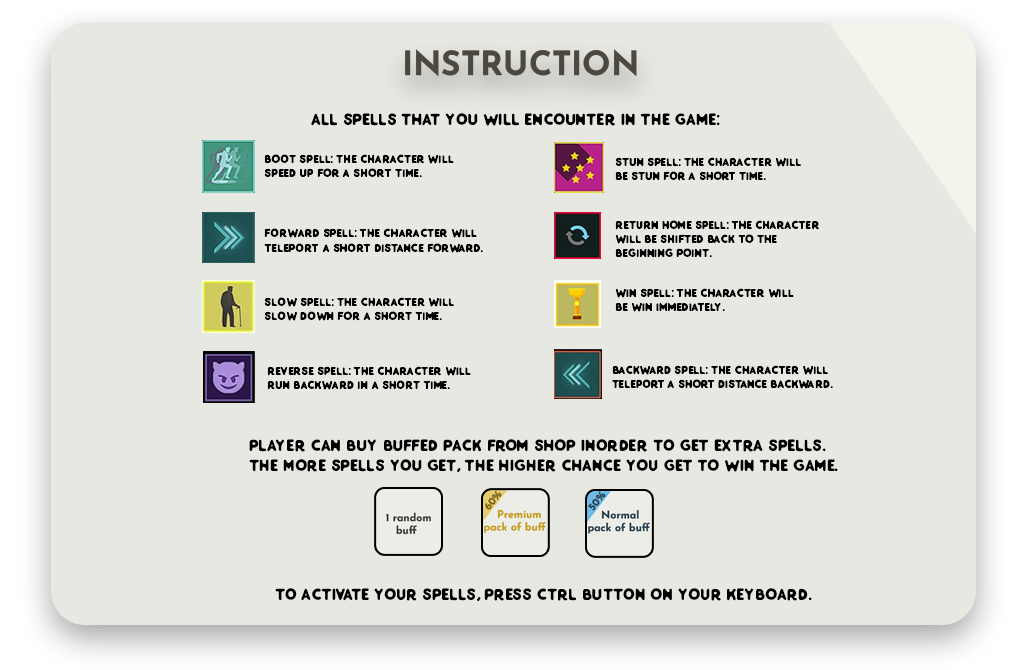 INSTRUCTION
ALL SPELLS THAT YOU WILL ENCOUNTER IN THE GAME:
BOOT SPELL: THE CHARACTER WILL
SPEED UP FOR A SHORT TIME.
FORWARD SPELL: THE CHARACTER WILL
TELEPORT A SHORT DISTANCE FORWARD.
SLOW SPELL: THE CHARACTER WILL
SLOW DOWN FOR A SHORT TIME.
REVERSE SPELL: THE CHARACTER WILL
RUN BACKWARD IN A SHORT TIME.
STUN SPELL: THE CHARACTER WILL
BE STUN FOR A SHORT TIME.
RETURN HOME SPELL: THE CHARACTER
WILL BE SHIFTED BACK TO THE
BEGINNING POINT.
WIN SPELL: THE CHARACTER WILL
BE WIN IMMEDIATELY.
BACKWARD SPELL: THE CHARACTER WILL
TELEPORT A SHORT DISTANCE BACKWARD.
PLAYER CAN BUY BUFFED PACK FROM SHOP INORDER TO GET EXTRA SPELLS.
THE MORE SPELLS YOU GET, THE HIGHER CHANCE YOU GET TO WIN THE GAME.
1 random
buff
60%
Premium
pack of buff
50%
Normal
pack of buff
TO ACTIVATE YOUR SPELLS, PRESS CTRL BUTTON ON YOUR KEYBOARD.